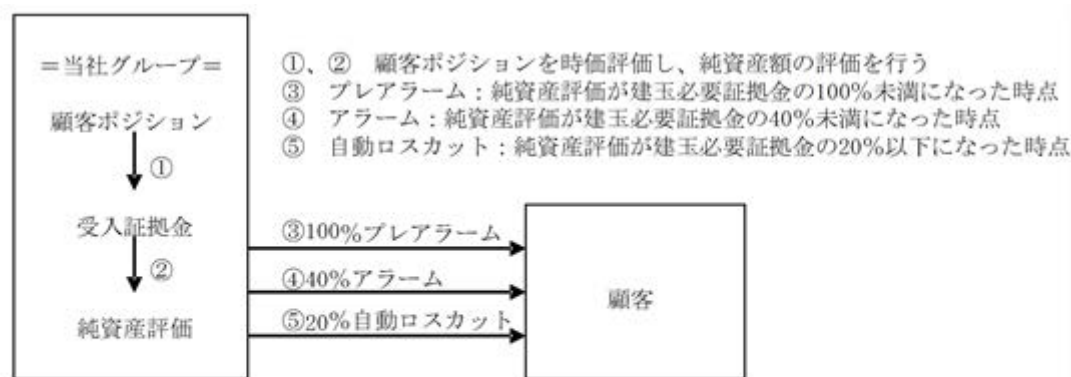 ＝当社グループ＝
顧客ポジション
①
受入証拠金
②
純資産評価
①、②　顧客ポジションを時価評価し、純資産額の評価を行う
③　プレアラーム：純資産評価が建玉必要証拠金の100%未満になった時点
④　アラーム：純資産評価が建玉必要証拠金の40%未満になった時点
⑤　自動ロスカット：純資産評価が建玉必要証拠金の20%以下になった時点
③100%プレアラーム
④40%アラーム
⑤20%自動ロスカット
顧客